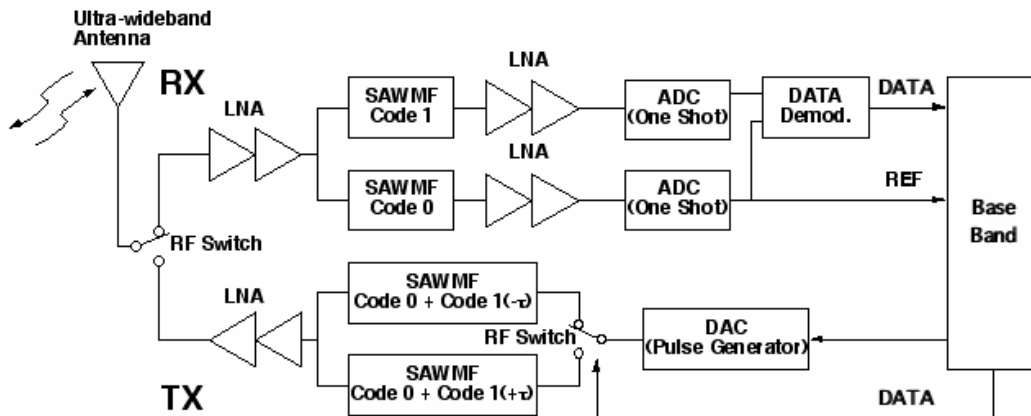 Ultra-wideband
Antenna
RX
LNA
SAWMF
Code 1
LNA
ADC
(One Shot)
DATA
Demod.
DATA
LNA
SAWMF
Code 0
ADC
(One Shot)
REF
Base
Band
RF Switch
LNA
SAWMF
Code 0 + Code 1(-τ)
RF Switch
DAC
(Pulse Generator)
SAWMF
Code 0 + Code 1(+τ)
TX
DATA